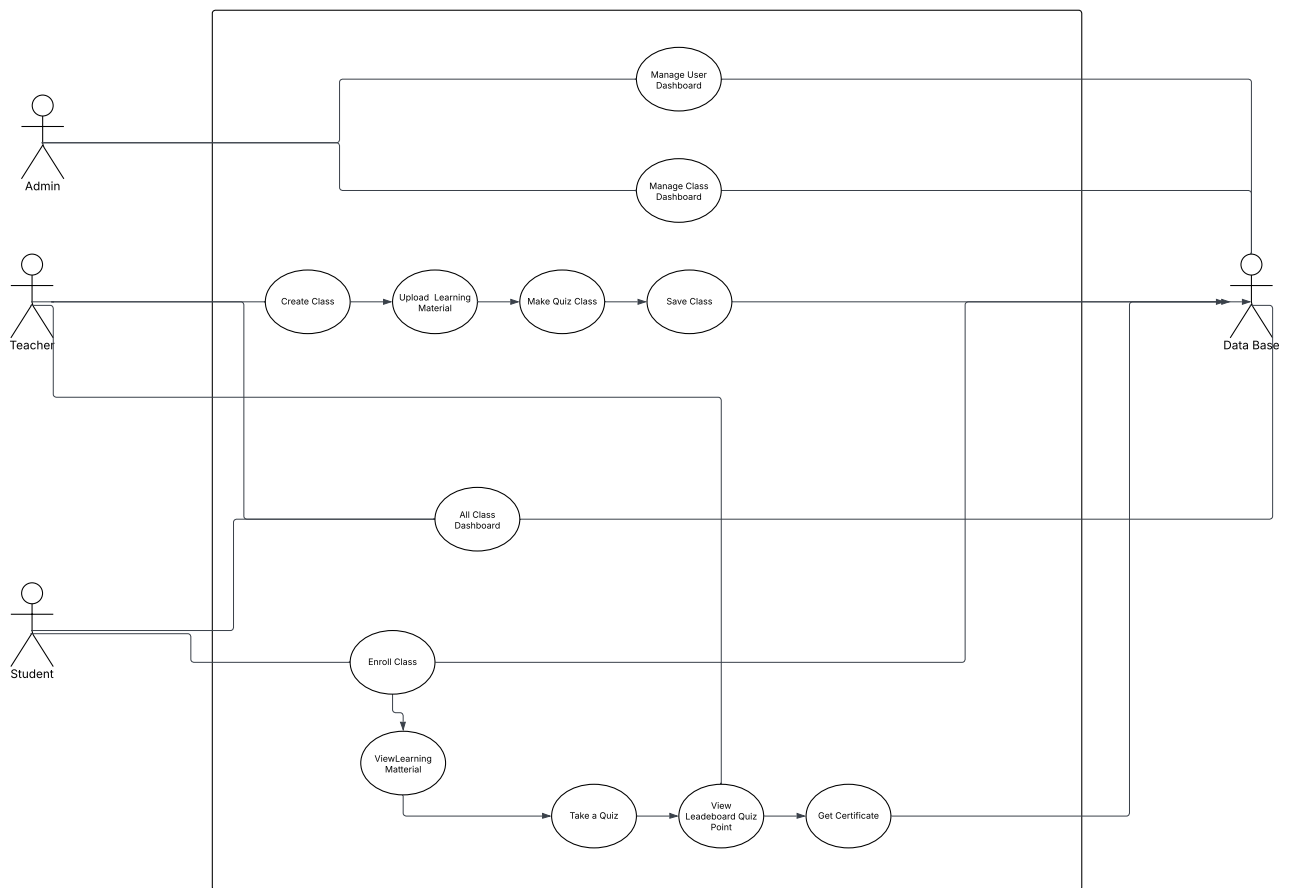 Manage User
Dashboard
Admin
Manage Class
Dashboard
Create Class
Upload  Learning
Material
Make Quiz Class
Save Class
Teacher
Data Base
All Class
Dashboard
Student
Enroll Class
ViewLearning
Matterial
Take a Quiz
View
Leadeboard Quiz
Point
Get Certificate